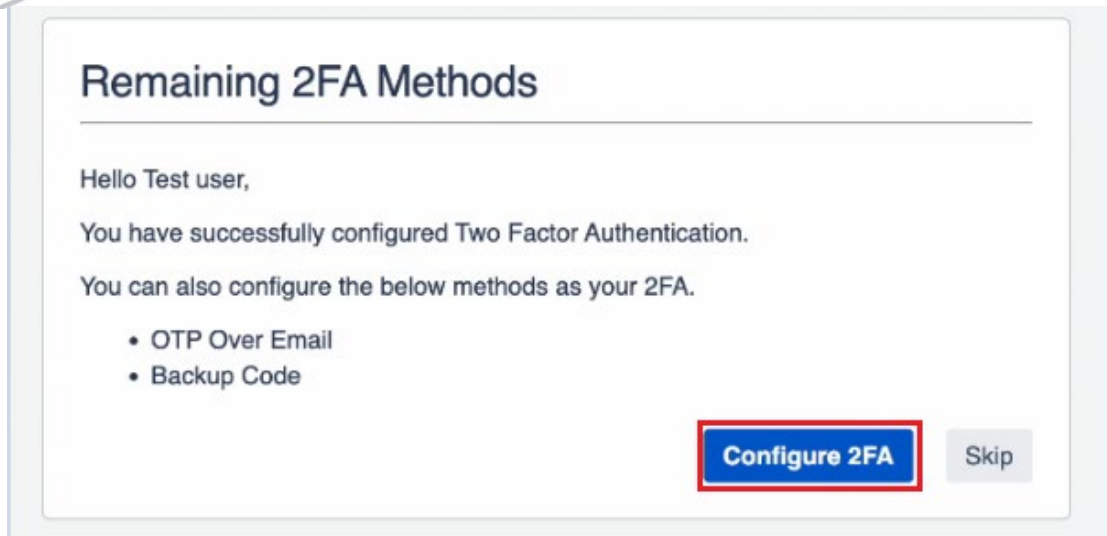 Remaining 2FA Methods
Hello Test user,
You have successfully configured Two Factor Authentication.
You can also configure the below methods as your 2FA.
• OTP Over Email
• Backup Code
Configure 2FA Skip